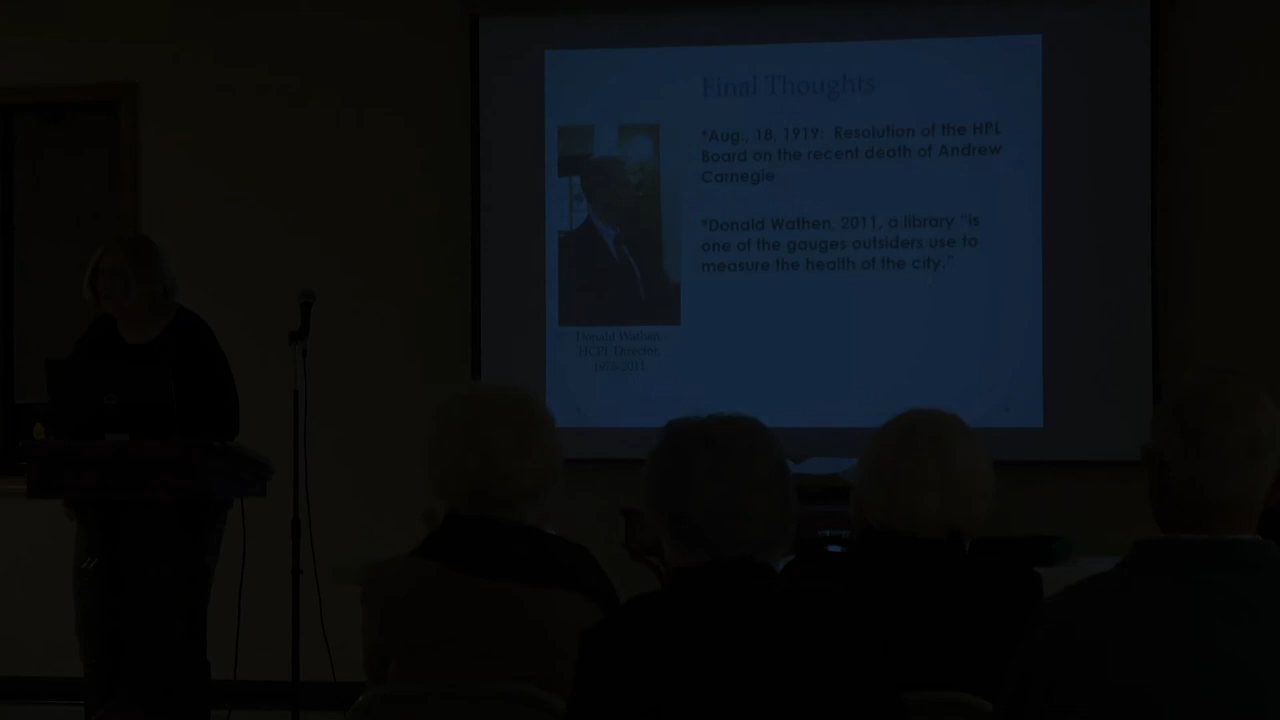 Final Thoughts
*Aug., 18, 1919: Resolution of the HPL
Board on the recent death of Andrew
Carnegie
*Donald Wathen, 2011, a library "is
one of the gauges outsiders use to
measure the health of the city."
Donald Wathen,
HCPL Director,
1976-2011